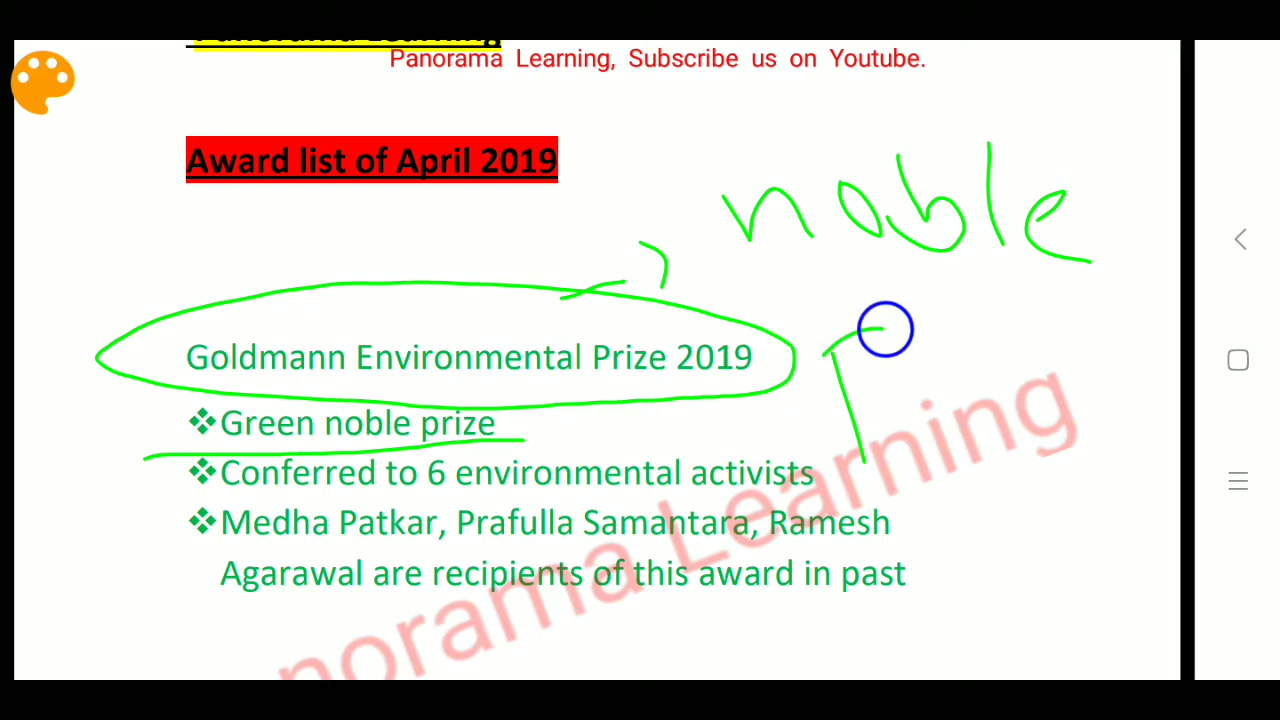 Panorama Learning
Panorama Learning, Subscribe us on Youtube.
Award list of April 2019
noble
Goldmann Environmental Prize 2019
❖Green noble prize
❖Conferred to 6 environmental activists
❖Medha Patkar, Prafulla Samantara, Ramesh
Agarawal are recipients of this award in past
norama Learning